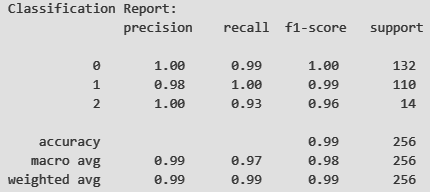 Classification Report:
precision recall f1-score support
0 1.00 0.99 1.00 132
1 0.98 1.00 0.99 110
2 1.00 0.93 0.96 14
accuracy 0.99 256
macro avg 0.99 0.97 0.98 256
weighted avg 0.99 0.99 0.99 256